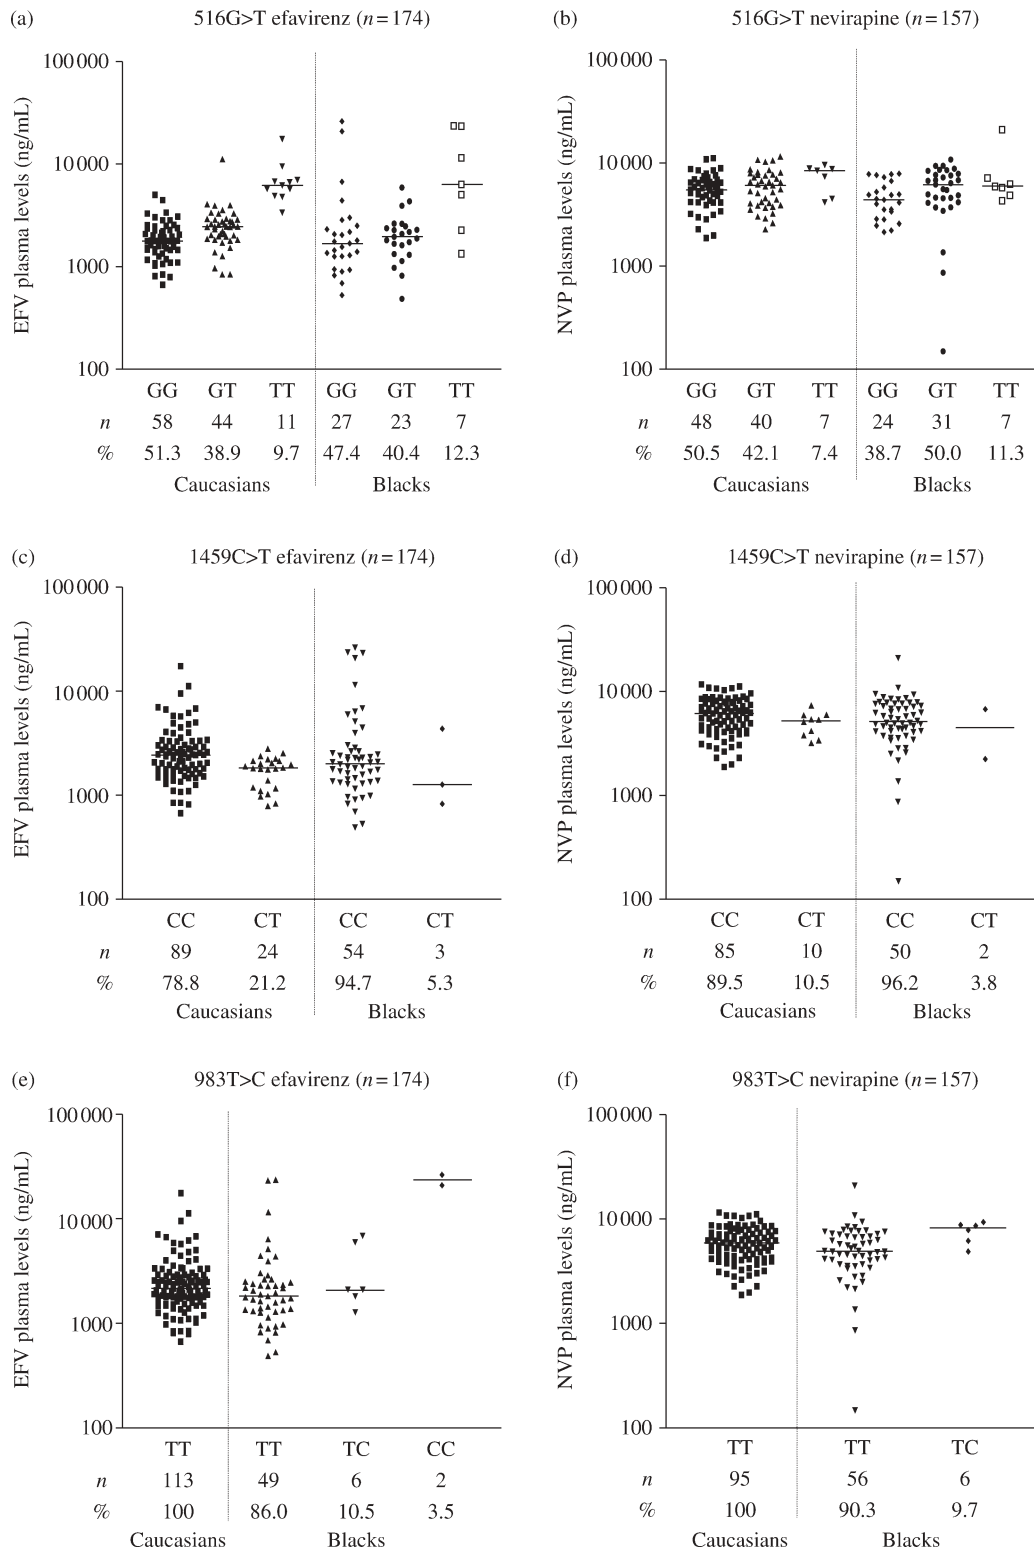 (a) 516G>T efavirenz (n=174)
EFV plasma levels (ng/mL)
100 000
10 000
1000
100
GG GT TT GG GT TT
n 58 44 11 27 23 7
% 51.3 38.9 9.7 47.4 40.4 12.3
Caucasians Blacks
(b) 516G>T nevirapine (n=157)
NVP plasma levels (ng/mL)
100 000
10 000
1000
100
GG GT TT GG GT TT
n 48 40 7 24 31 7
% 50.5 42.1 7.4 38.7 50.0 11.3
Caucasians Blacks
(c) 1459C>T efavirenz (n=174)
EFV plasma levels (ng/mL)
100 000
10 000
1000
100
CC CT CC CT
n 89 24 54 3
% 78.8 21.2 94.7 5.3
Caucasians Blacks
(d) 1459C>T nevirapine (n=157)
NVP plasma levels (ng/mL)
100 000
10 000
1000
100
CC CT CC CT
n 85 10 50 2
% 89.5 10.5 96.2 3.8
Caucasians Blacks
(e) 983T>C efavirenz (n=174)
EFV plasma levels (ng/mL)
100 000
10 000
1000
100
TT TT TC CC
n 113 49 6 2
% 100 86.0 10.5 3.5
Caucasians Blacks
(f) 983T>C nevirapine (n=157)
NVP plasma levels (ng/mL)
100 000
10 000
1000
100
TT TT TC
n 95 56 6
% 100 90.3 9.7
Caucasians Blacks